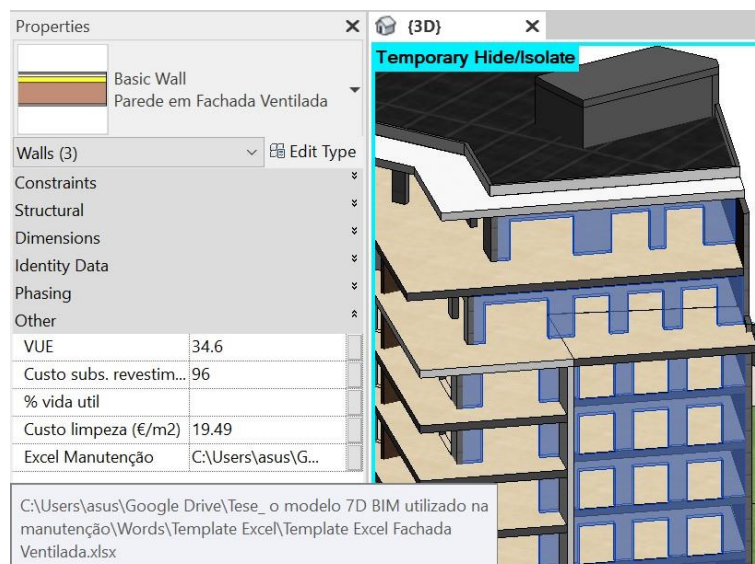 Properties
{3D}
Temporary Hide/Isolate
Basic Wall
Parede em Fachada Ventilada
Walls (3)
Edit Type
Constraints
Structural
Dimensions
Identity Data
Phasing
Other
VUE 34.6
Custo subs. revestim... 96
% vida util
Custo limpeza (€/m2) 19.49
Excel Manutenção C:\Users\asus\G...
C:\Users\asus\Google Drive\Tese_ o modelo 7D BIM utilizado na
manutenção\Words\Template Excel\Template Excel Fachada
Ventilada.xlsx